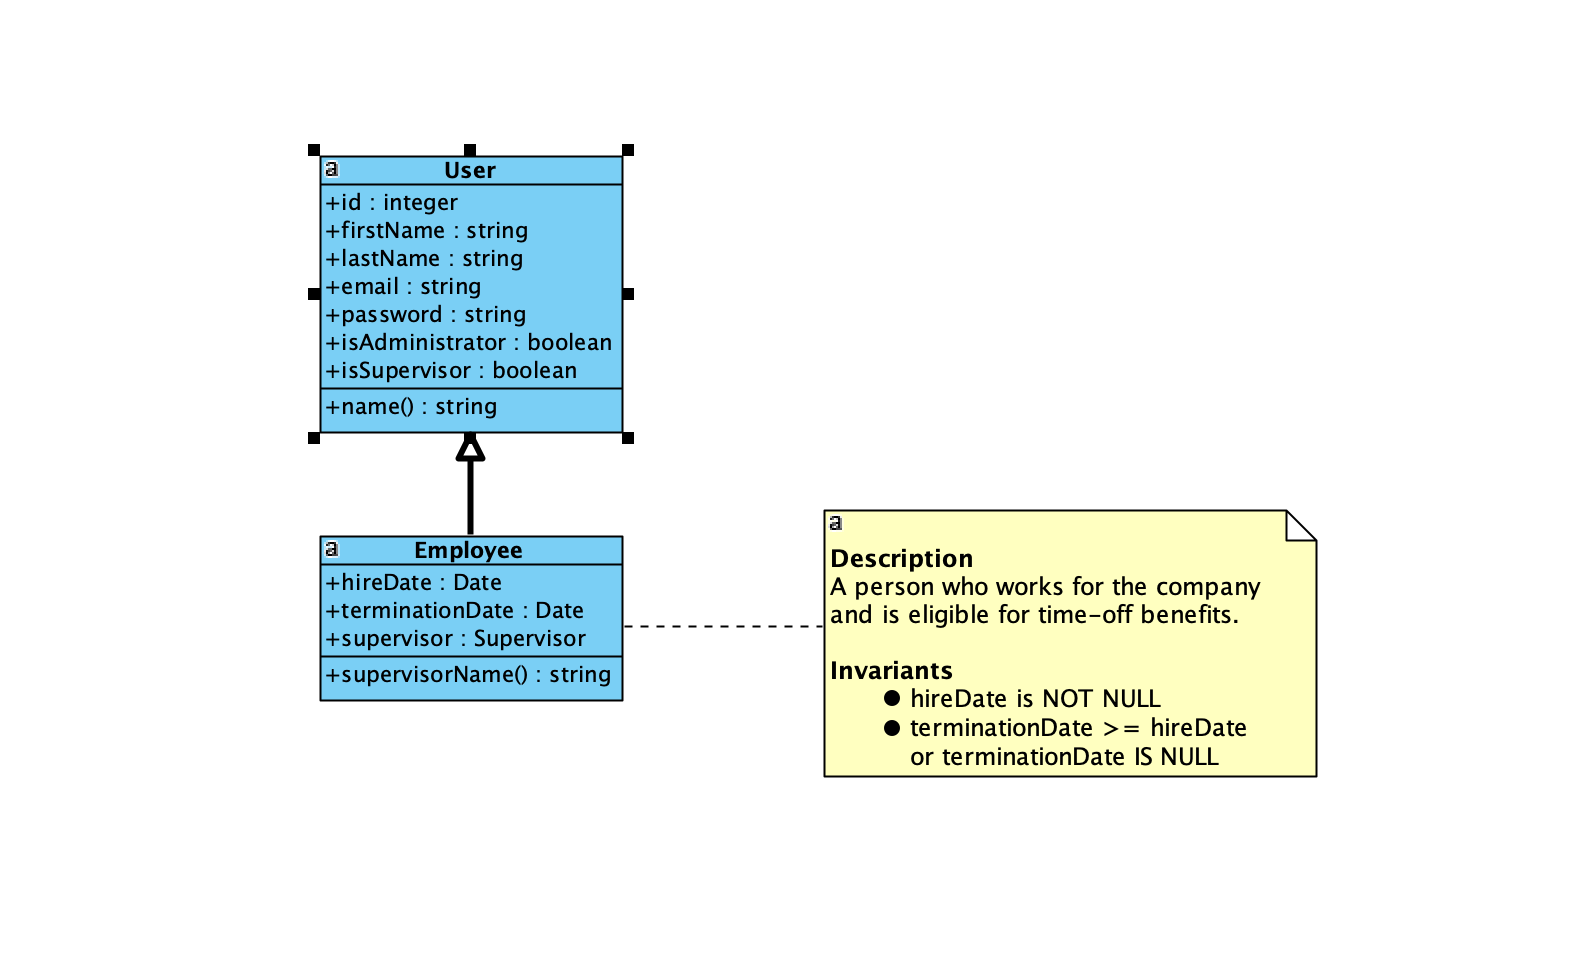 a
User
+id : integer
+firstName : string
+lastName : string
+email : string
+password : string
+isAdministrator : boolean
+isSupervisor : boolean
+name() : string
a
Employee
+hireDate : Date
+terminationDate : Date
+supervisor : Supervisor
+supervisorName() : string
a
Description
A person who works for the company
and is eligible for time-off benefits.
Invariants
● hireDate is NOT NULL
● terminationDate >= hireDate
or terminationDate IS NULL